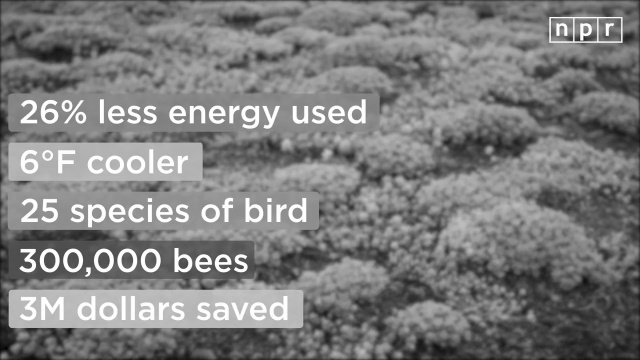 npr
26% less energy used
6°F cooler
25 species of bird
300,000 bees
3M dollars saved